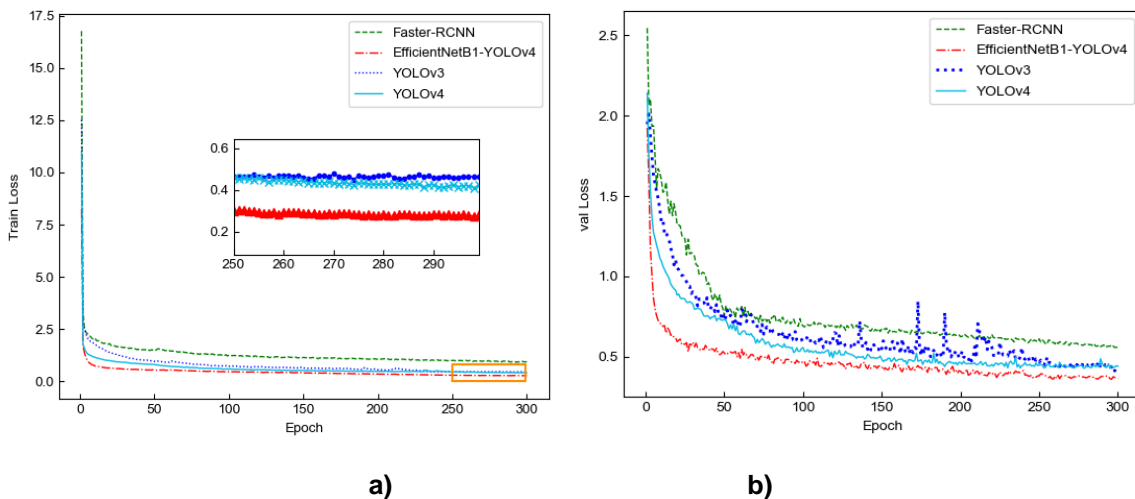 17.5
15.0
12.5
10.0
7.5
5.0
2.5
0.0
Train Loss
Faster-RCNN
EfficientNetB1-YOLOv4
YOLOv3
YOLOv4
0.6
0.4
0.2
250 260 270 280 290
0 50 100 150 200 250 300
Epoch
a)
2.5
2.0
1.5
1.0
0.5
val Loss
Faster-RCNN
EfficientNetB1-YOLOv4
YOLOv3
YOLOv4
0 50 100 150 200 250 300
Epoch
b)